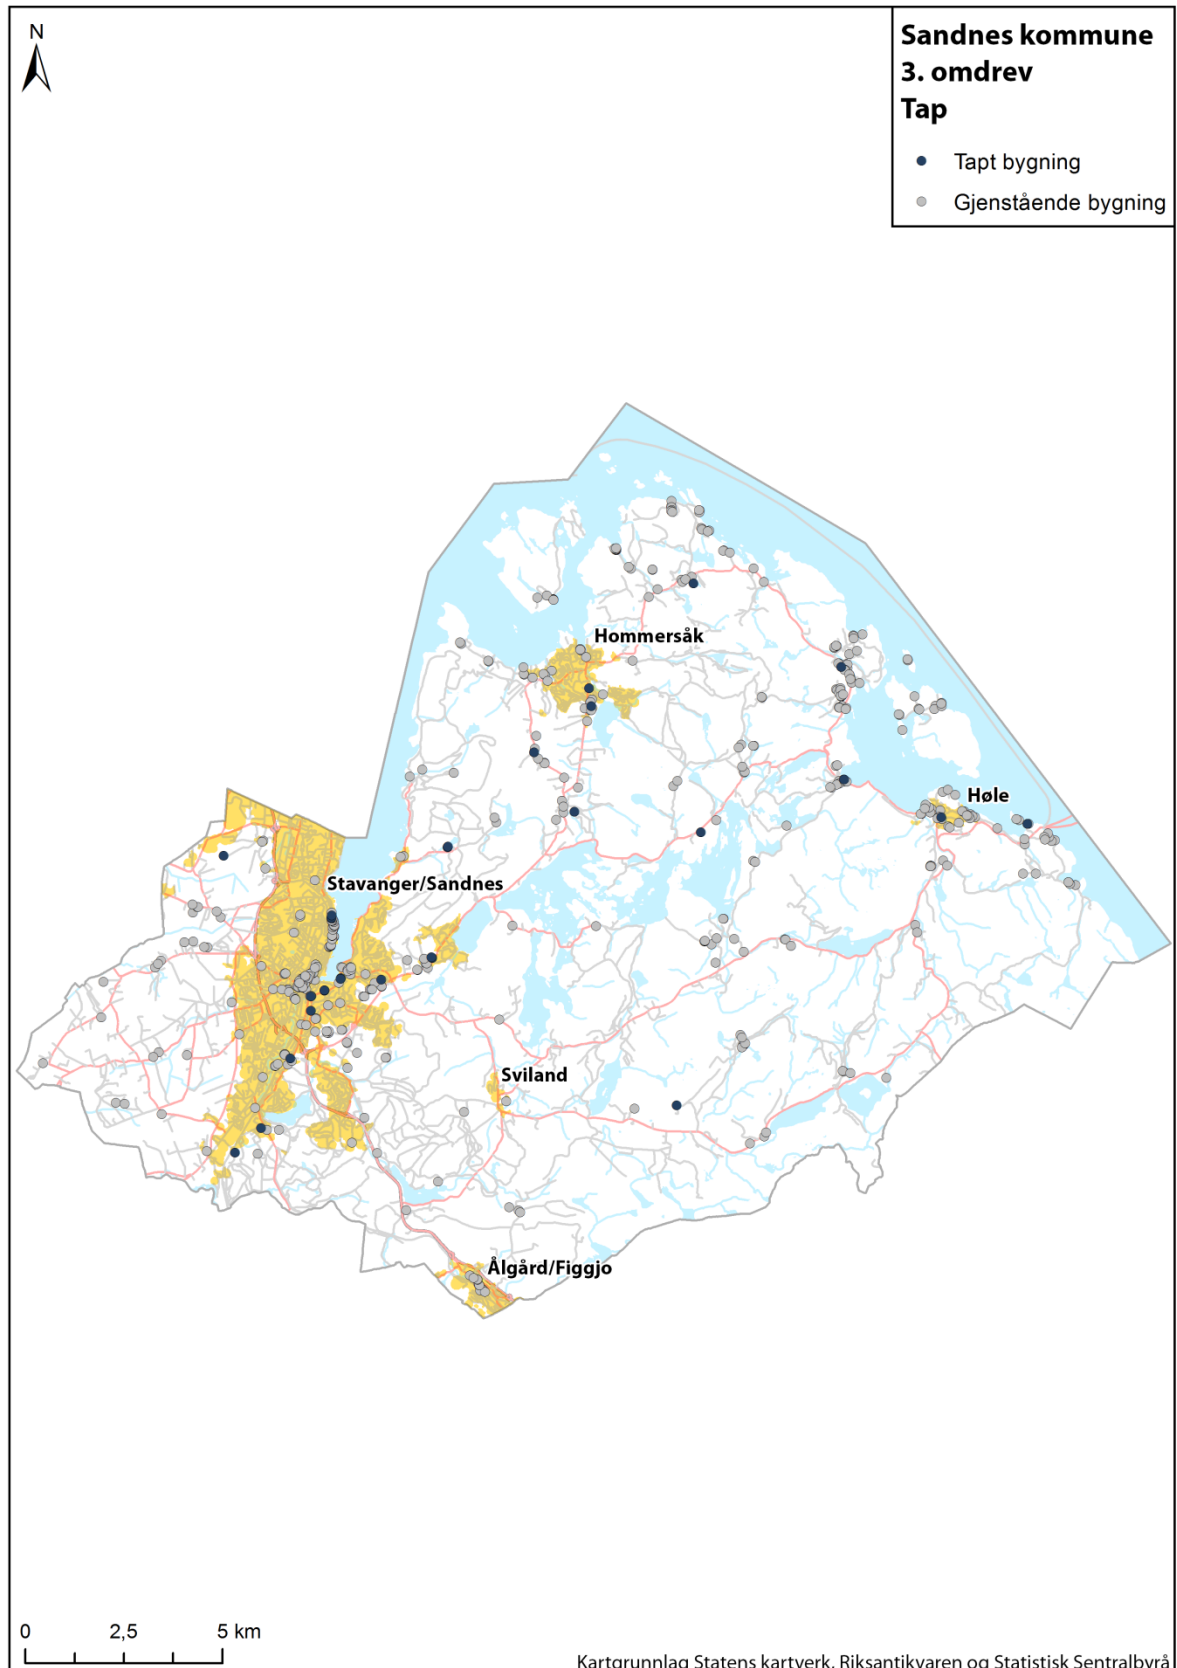 N
Sandnes kommune
3. omdrev
Tap
Tapt bygning
Gjenstående bygning
Hommersåk
Høle
Stavanger/Sandnes
Sviland
Ålgård/Figgjo
0 2,5 5 km
Kartgrunnlag Statens kartverk, Riksantikvaren og Statistisk Sentralbyrå